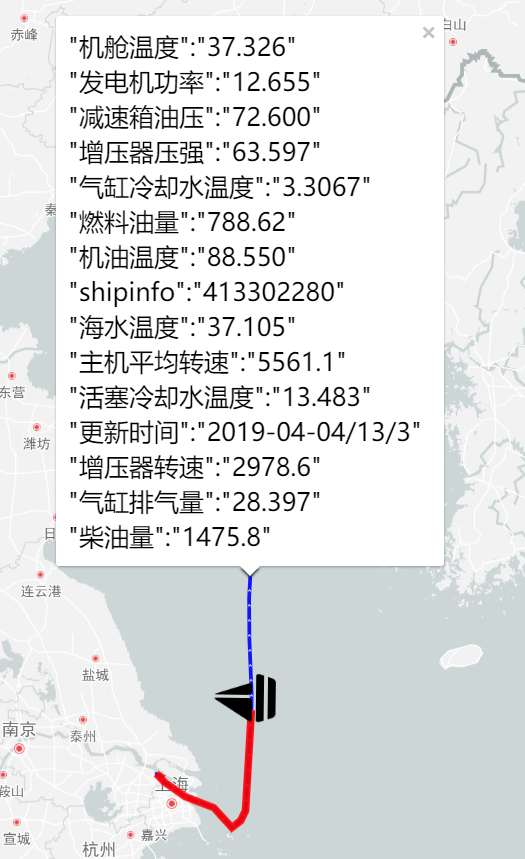 赤峰
白山
×
"机舱温度":"37.326"
"发电机功率":"12.655"
"减速箱油压":"72.600"
"增压器压强":"63.597"
"气缸冷却水温度":"3.3067"
"燃料油量":"788.62"
"机油温度":"88.550"
"shipinfo":"413302280"
"海水温度":"37.105"
"主机平均转速":"5561.1"
"活塞冷却水温度":"13.483"
"更新时间":"2019-04-04/13/3"
"增压器转速":"2978.6"
"气缸排气量":"28.397"
"柴油量":"1475.8"
秦
东营
潍坊
日
连云港
盐城
南京
泰州
上海
鞍山
宣城
嘉兴
杭州